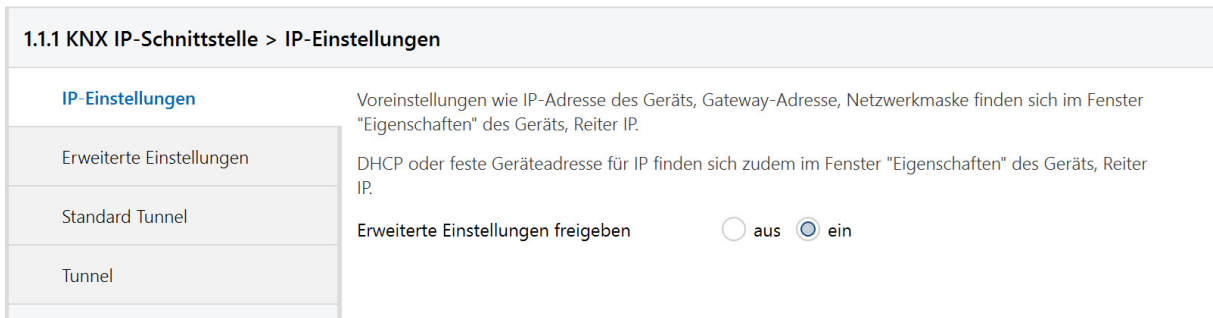 1.1.1 KNX IP-Schnittstelle > IP-Einstellungen
IP-Einstellungen
Erweiterte Einstellungen
Standard Tunnel
Tunnel
Voreinstellungen wie IP-Adresse des Geräts, Gateway-Adresse, Netzwerkmaske finden sich im Fenster
"Eigenschaften" des Geräts, Reiter IP.
DHCP oder feste Geräteadresse für IP finden sich zudem im Fenster "Eigenschaften" des Geräts, Reiter
IP.
Erweiterte Einstellungen freigeben aus ein